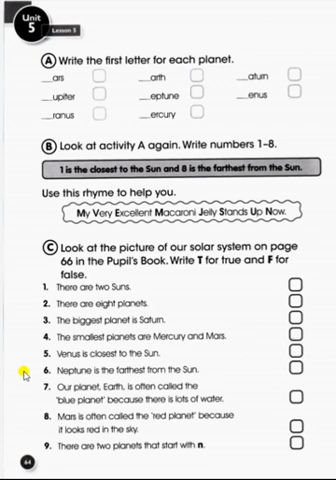 Unit
5
Lesson 5
A Write the first letter for each planet.
__ars __arth __aturn
__upiter __eptune __enus
__ranus __ercury
B Look at activity A again. Write numbers 1–8.
1 is the closest to the Sun and 8 is the farthest from the Sun.
Use this rhyme to help you.
My Very Excellent Macaroni Jelly Stands Up Now.
C Look at the picture of our solar system on page
66 in the Pupil's Book. Write T for true and F for
false.
1. There are two Suns.
2. There are eight planets.
3. The biggest planet is Saturn.
4. The smallest planets are Mercury and Mars.
5. Venus is closest to the Sun.
6. Neptune is the farthest from the Sun.
7. Our planet, Earth, is often called the
'blue planet' because there is lots of water.
8. Mars is often called the 'red planet' because
it looks red in the sky.
9. There are two planets that start with n.
64